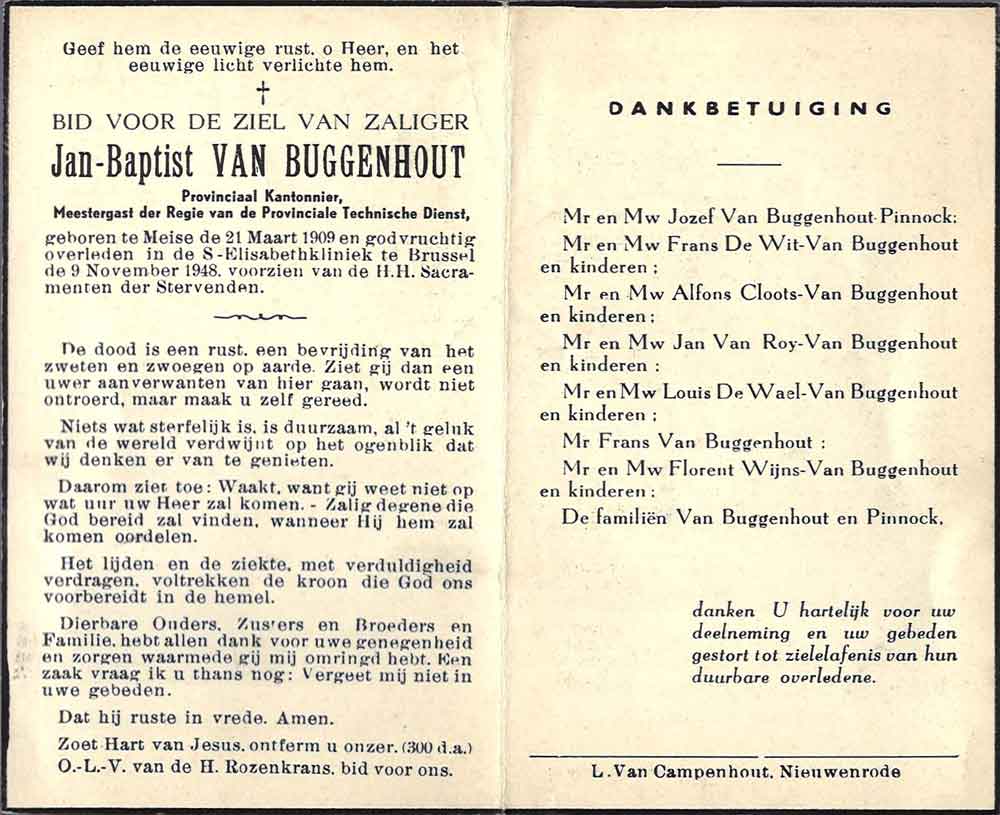 Geef hem de eeuwige rust, o Heer, en het
eeuwige licht verlichte hem.
BID VOOR DE ZIEL VAN ZALIGER
Jan-Baptist VAN BUGGENHOUT
Provinciaal Kantonnier,
Meestergast der Regie van de Provinciale Technische Dienst,
geboren te Meise de 21 Maart 1909 en godvruchtig
overleden in de S-Elisabethkliniek te Brussel
de 9 November 1948, voorzien van de H.H. Sacra-
menten der Stervenden.
De dood is een rust, een bevrijding van het
zweten en zwoegen op aarde. Ziet gij dan een
uwer aanverwanten van hier gaan, wordt niet
ontroerd, maar maak u zelf gereed.
Niets wat sterfelijk is, is duurzaam, al 't geluk
van de wereld verdwijnt op het ogenblik dat
wij denken er van te genieten.
Daarom ziet toe: Waakt, want gij weet niet op
wat uur uw Heer zal komen. - Zalig degene die
God bereid zal vinden, wanneer Hij hem zal
komen oordelen.
Het lijden en de ziekte, met verduldigheid
verdragen, voltrekken de kroon die God ons
voorbereidt in de hemel.
Dierbare Ouders, Zusters en Broeders en
Familie, hebt allen dank voor uwe genegenheid
en zorgen waarmede gij mij omringd hebt. Een
zaak vraag ik u thans nog: Vergeet mij niet in
uwe gebeden.
Dat hij ruste in vrede. Amen.
Zoet Hart van Jesus, ontferm u onzer. (300 d.a.)
O.-L.-V. van de H. Rozenkrans, bid voor ons.
DANKBETUIGING
Mr en Mw Jozef Van Buggenhout-Pinnock;
Mr en Mw Frans De Wit-Van Buggenhout
en kinderen ;
Mr en Mw Alfons Cloots-Van Buggenhout
en kinderen ;
Mr en Mw Jan Van Roy-Van Buggenhout
en kinderen :
Mr en Mw Louis De Wael-Van Buggenhout
en kinderen ;
Mr Frans Van Buggenhout ;
Mr en Mw Florent Wijns-Van Buggenhout
en kinderen ;
De familiën Van Buggenhout en Pinnock,
danken U hartelijk voor uw
deelneming en uw gebeden
gestort tot zielelafenis van hun
duurbare overledene.
L. Van Campenhout, Nieuwenrode